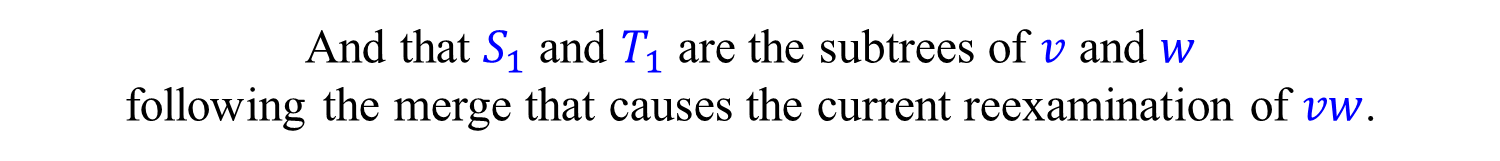 And that S₁ and T₁ are the subtrees of v and w
following the merge that causes the current reexamination of vw.